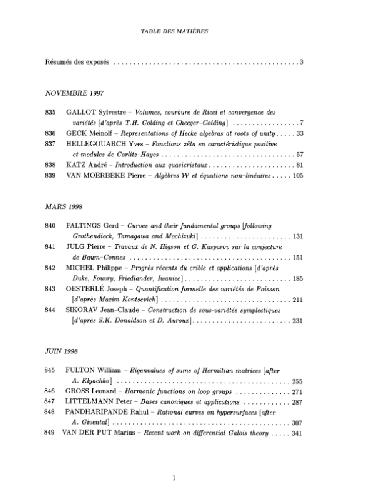 TABLE DES MATIÈRES
Résumés des exposés ........ 3
NOVEMBRE 1997
835 GALLOT Sylvestre – Volumes, courbure de Ricci et convergence des
variétés [d'après T.H. Colding et Cheeger-Colding] ........ 7
836 GECK Meinolf – Representations of Hecke algebras at roots of unity ..... 33
837 HELLEGOUARCH Yves – Fonctions zêta en caractéristique positive
et modules de Carlitz-Hayes ........ 57
838 KATZ André – Introduction aux quasicristaux ........ 81
839 VAN MOERBEKE Pierre – Algèbres W et équations non-linéaires ..... 105
MARS 1998
840 FALTINGS Gerd – Curves and their fundamental groups [following
Grothendieck, Tamagawa and Mochizuki] ........ 131
841 JULG Pierre – Travaux de N. Higson et G. Kasparov sur la conjecture
de Baum-Connes ........ 151
842 MICHEL Philippe – Progrès récents du crible et applications [d'après
Duke, Fouvry, Friedlander, Iwaniec] ........ 185
843 OESTERLÉ Joseph – Quantification formelle des variétés de Poisson
[d'après Maxim Kontsevich] ........ 211
844 SIKORAV Jean-Claude – Construction de sous-variétés symplectiques
[d'après S.K. Donaldson et D. Auroux] ........ 231
JUIN 1998
845 FULTON William – Eigenvalues of sums of Hermitian matrices [after
A. Klyachko] ........ 255
846 GROSS Leonard – Harmonic functions on loop groups ........ 271
847 LITTELMANN Peter – Bases canoniques et applications ........ 287
848 PANDHARIPANDE Rahul – Rational curves on hypersurfaces [after
A. Givental] ........ 307
849 VAN DER PUT Marius – Recent work on differential Galois theory ..... 341
1